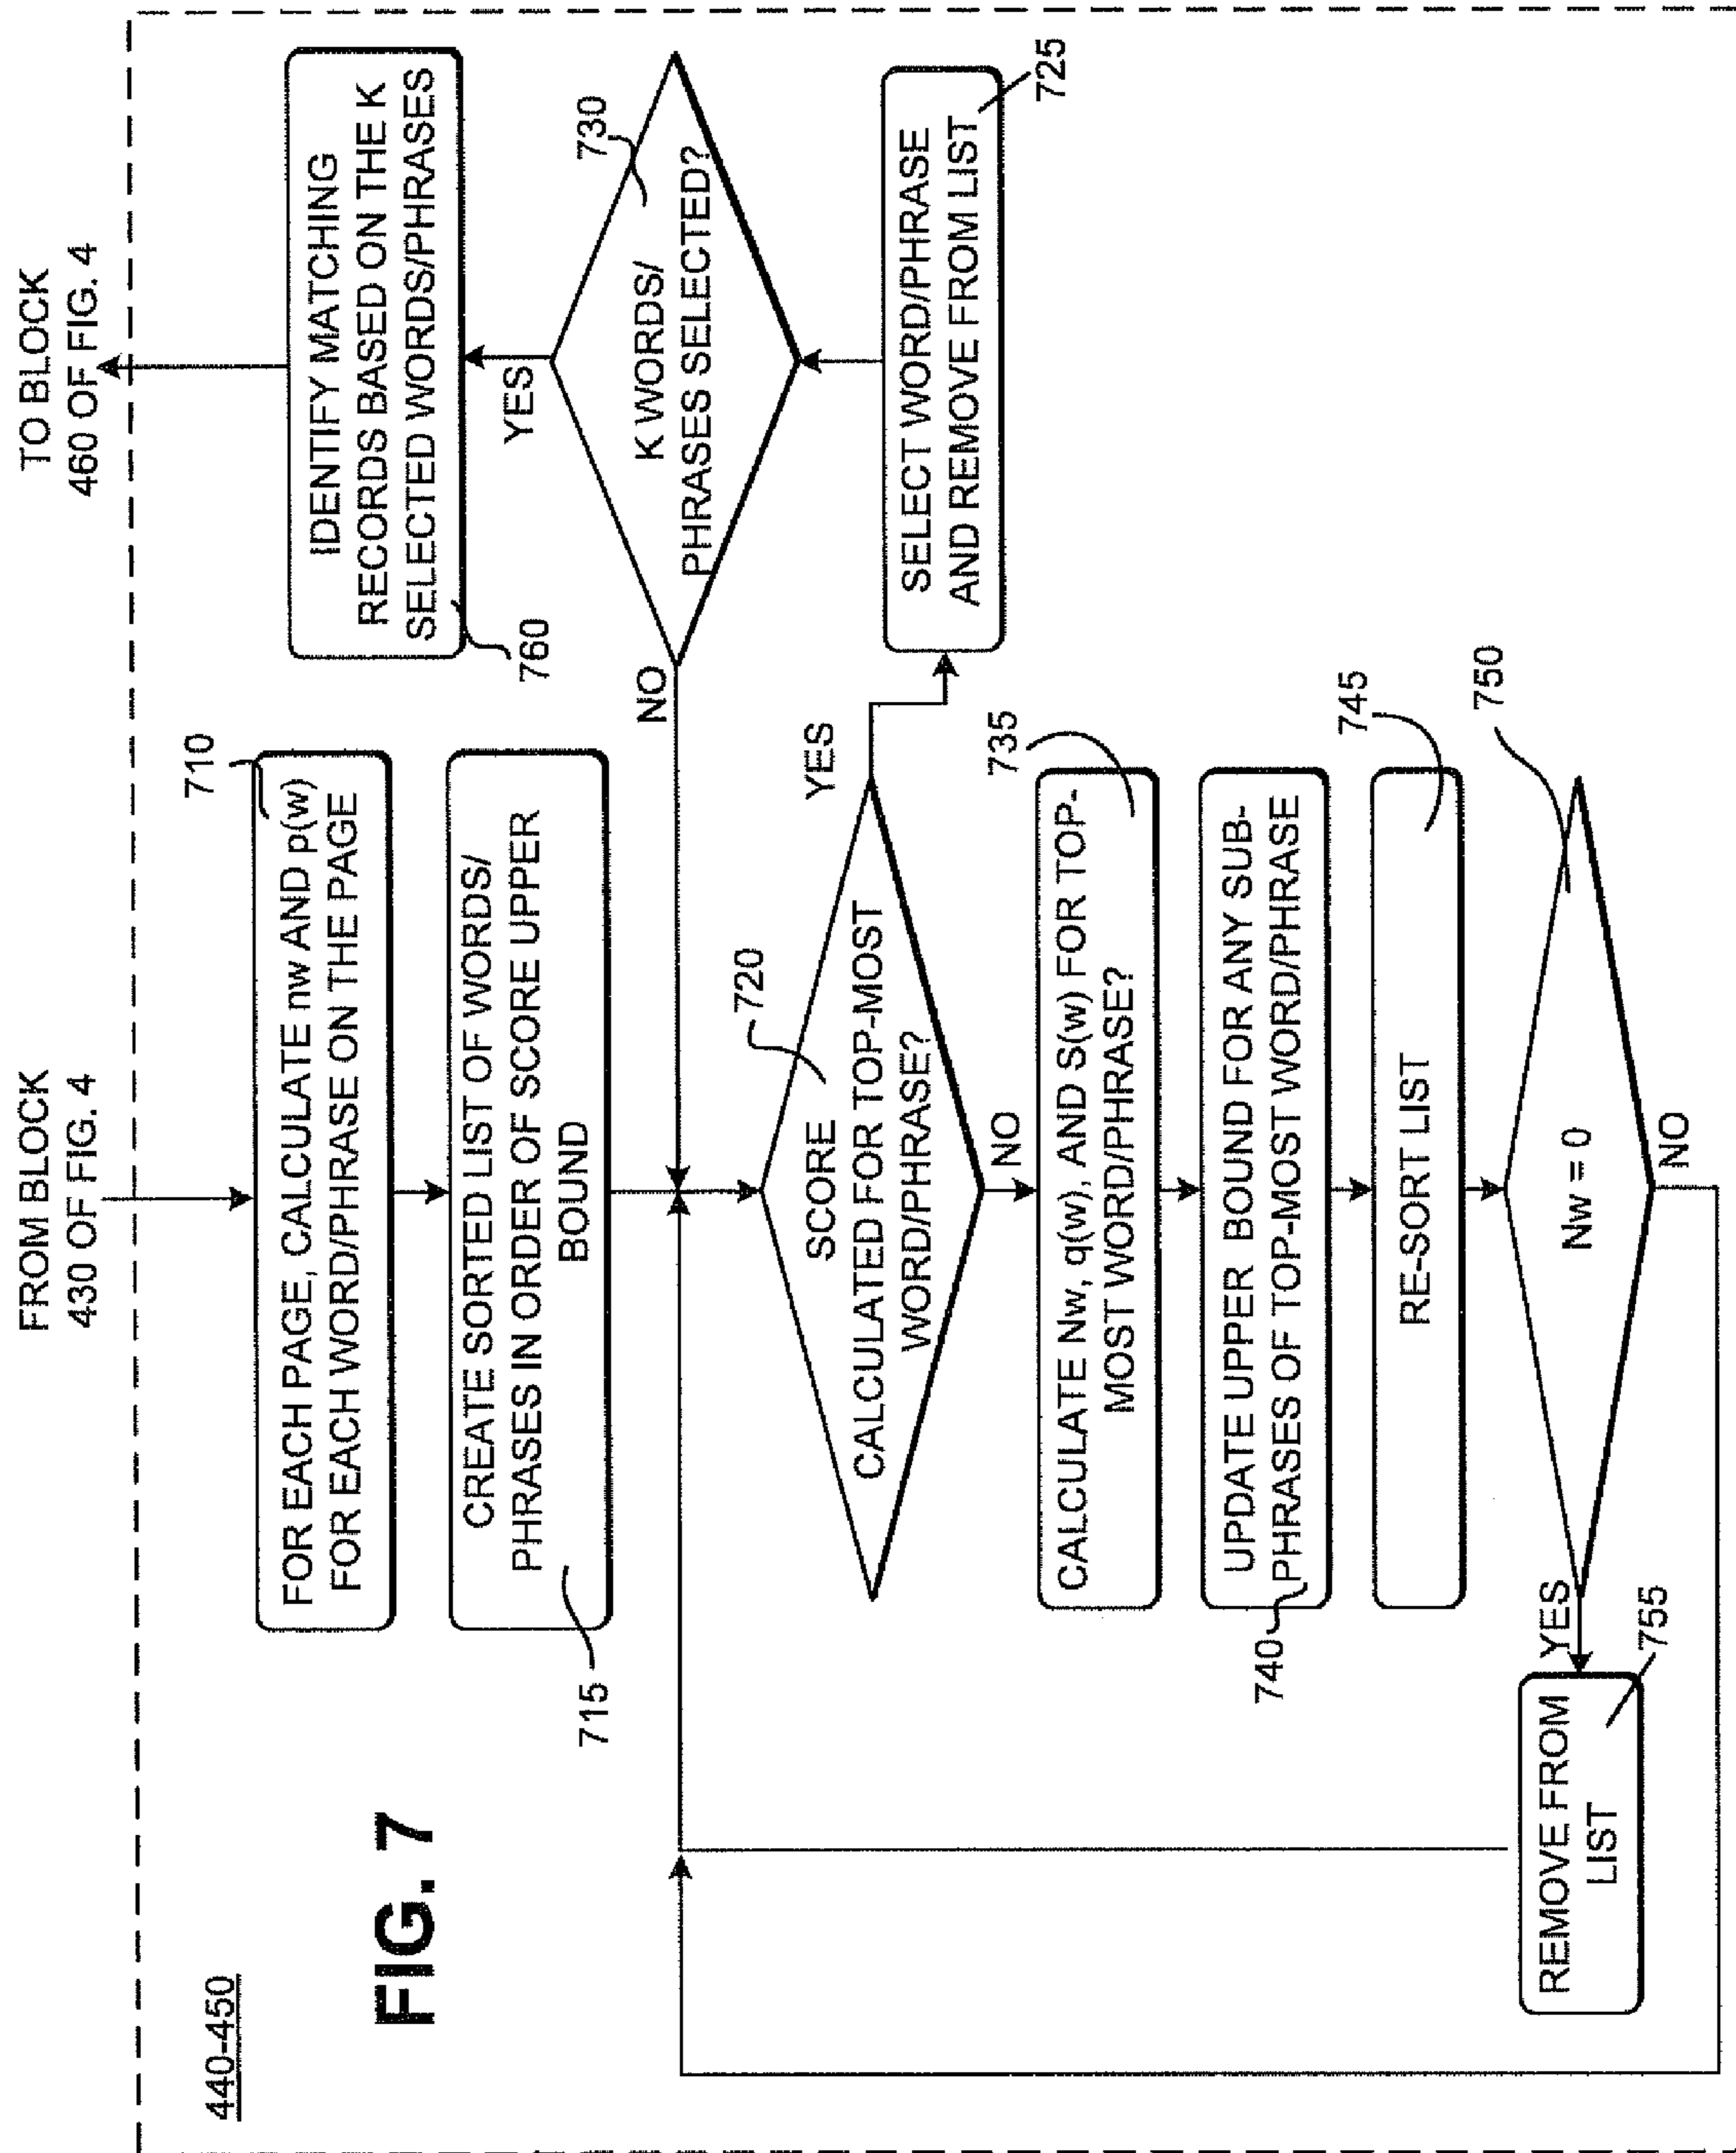 440-450
FIG. 7
FROM BLOCK
430 OF FIG. 4
TO BLOCK
460 OF FIG. 4
710
FOR EACH PAGE, CALCULATE nw AND p(w)
FOR EACH WORD/PHRASE ON THE PAGE
CREATE SORTED LIST OF WORDS/
PHRASES IN ORDER OF SCORE UPPER
BOUND
715
720
SCORE
CALCULATED FOR TOP-MOST
WORD/PHRASE?
YES
NO
SELECT WORD/PHRASE
AND REMOVE FROM LIST
725
730
K WORDS/
PHRASES SELECTED?
NO
YES
IDENTIFY MATCHING
RECORDS BASED ON THE K
SELECTED WORDS/PHRASES
760
735
CALCULATE Nw, q(w), AND S(w) FOR TOP-
MOST WORD/PHRASE?
UPDATE UPPER BOUND FOR ANY SUB-
PHRASES OF TOP-MOST WORD/PHRASE
740
745
RE-SORT LIST
750
Nw = 0
YES
NO
REMOVE FROM
LIST
755